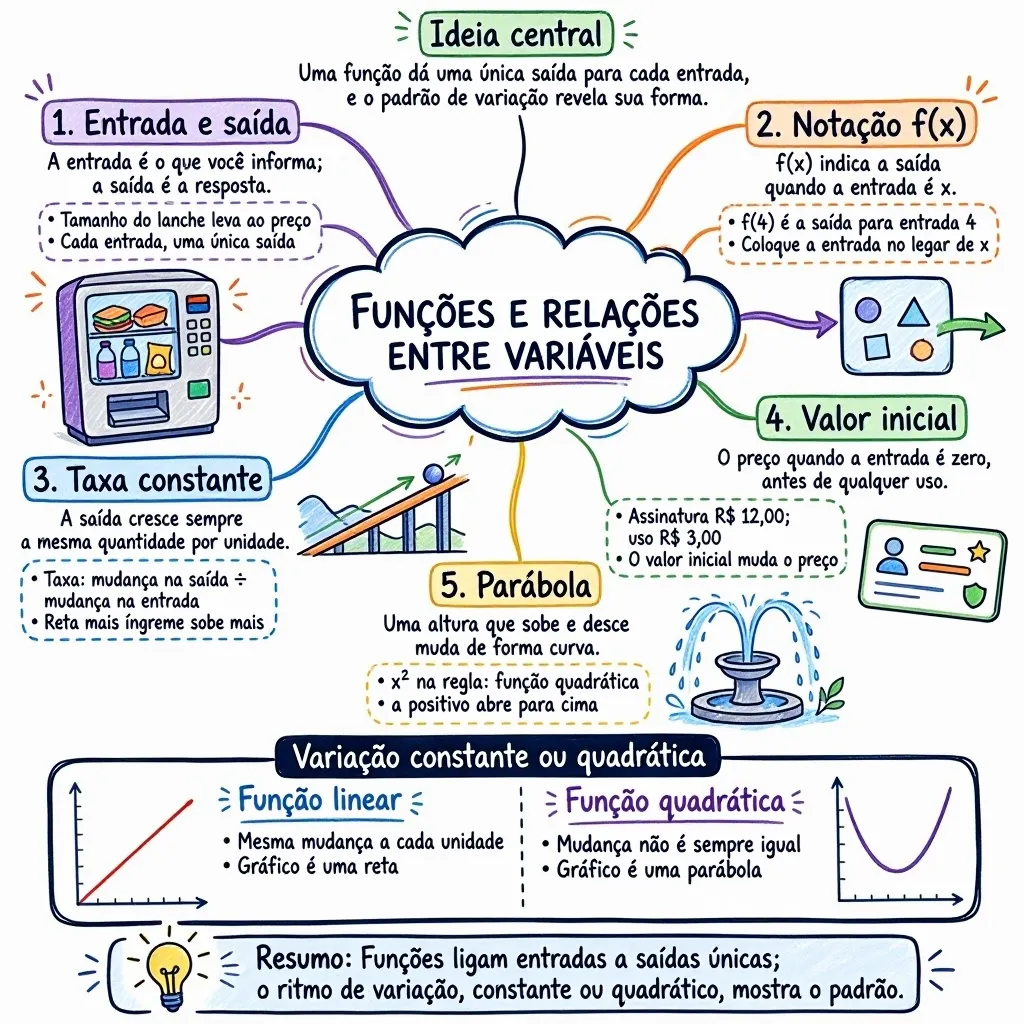 Ideia central
Uma função dá uma única saída para cada entrada,
e o padrão de variação revela sua forma.
1. Entrada e saída
A entrada é o que você informa;
a saída é a resposta.
• Tamanho do lanche leva ao preço
• Cada entrada, uma única saída
2. Notação f(x)
f(x) indica a saída
quando a entrada é x.
• f(4) é a saída para entrada 4
• Coloque a entrada no legar de x
FUNÇÕES E RELAÇÕES
ENTRE VARIÁVEIS
3. Taxa constante
A saída cresce sempre
a mesma quantidade por unidade.
• Taxa: mudança na saída ÷
mudança na entrada
• Reta mais íngreme sobe mais
4. Valor inicial
O preço quando a entrada é zero,
antes de qualquer uso.
• Assinatura R$ 12,00;
uso R$ 3,00
• O valor inicial muda o preço
5. Parábola
Uma altura que sobe e desce
muda de forma curva.
• x² na regla: função quadrática
• a positivo abre para cima
Variação constante ou quadrática
Função linear
• Mesma mudança a cada unidade
• Gráfico é uma reta
Função quadrática
• Mudança não é sempre igual
• Gráfico é uma parábola
Resumo: Funções ligam entradas a saídas únicas;
o ritmo de variação, constante ou quadrático, mostra o padrão.